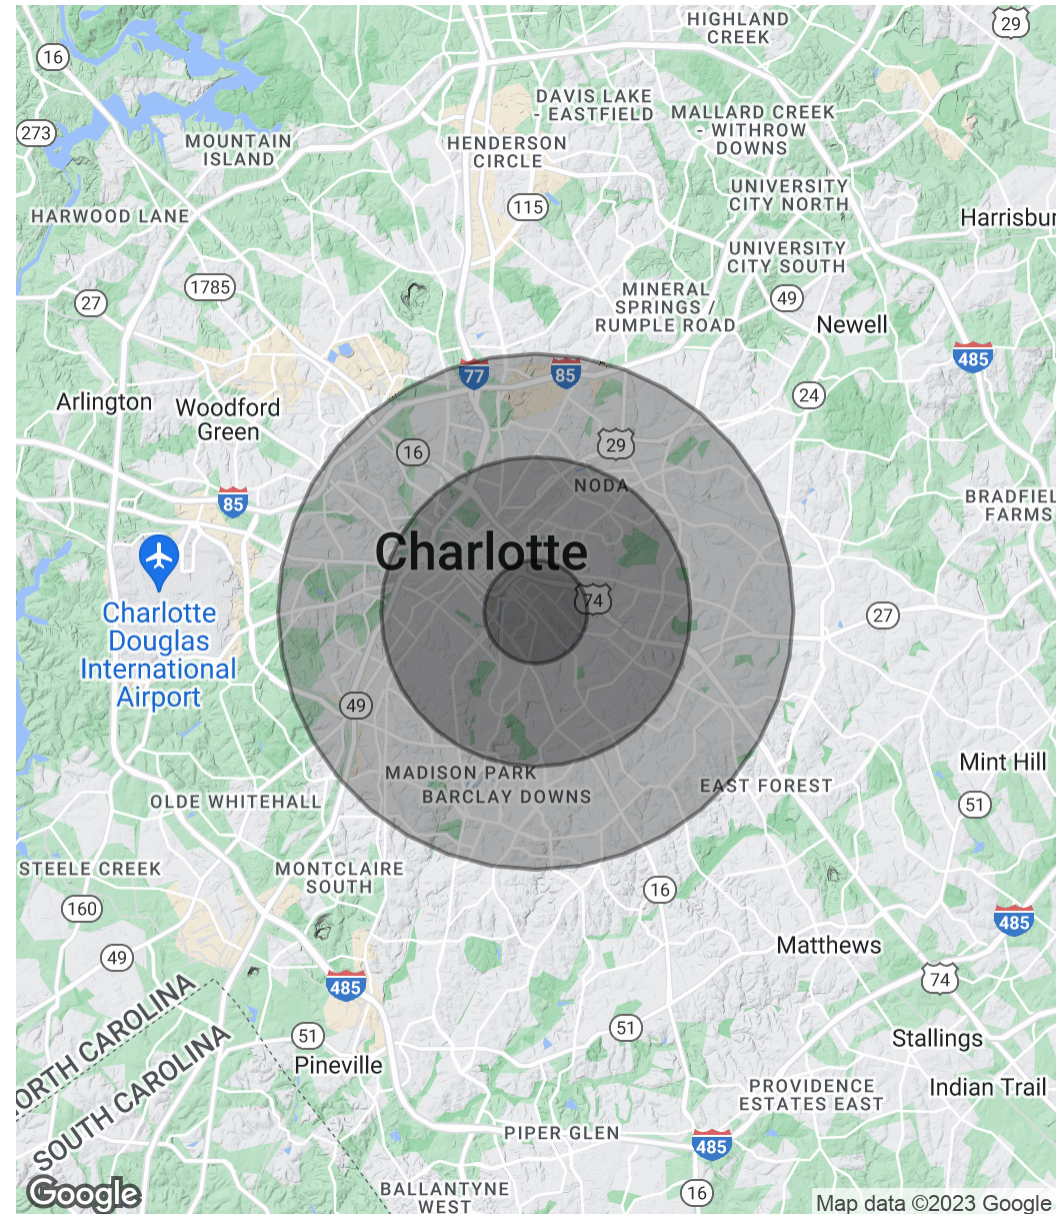 HIGHLAND
CREEK
29
16
DAVIS LAKE
- EASTFIELD
MALLARD CREEK
- WITHROW
DOWNS
273
MOUNTAIN
ISLAND
HENDERSON
CIRCLE
UNIVERSITY
CITY NORTH
115
HARWOOD LANE
Harrisbur
UNIVERSITY
CITY SOUTH
1785
MINERAL
SPRINGS /
RUMPLE ROAD
49
27
Newell
485
77
85
24
Arlington
Woodford
Green
16
29
NODA
85
BRADFIEL
FARMS
Charlotte
74
Charlotte
Douglas
International
Airport
27
49
MADISON PARK
BARCLAY DOWNS
EAST FOREST
Mint Hill
51
OLDE WHITEHALL
STEELE CREEK
MONTCLAIRE
SOUTH
16
160
485
49
Matthews
74
485
NORTH CAROLINA
SOUTH CAROLINA
51
51
Pineville
Stallings
Indian Trail
PROVIDENCE
ESTATES EAST
PIPER GLEN
485
BALLANTYNE
WEST
16
Google
Map data ©2023 Google